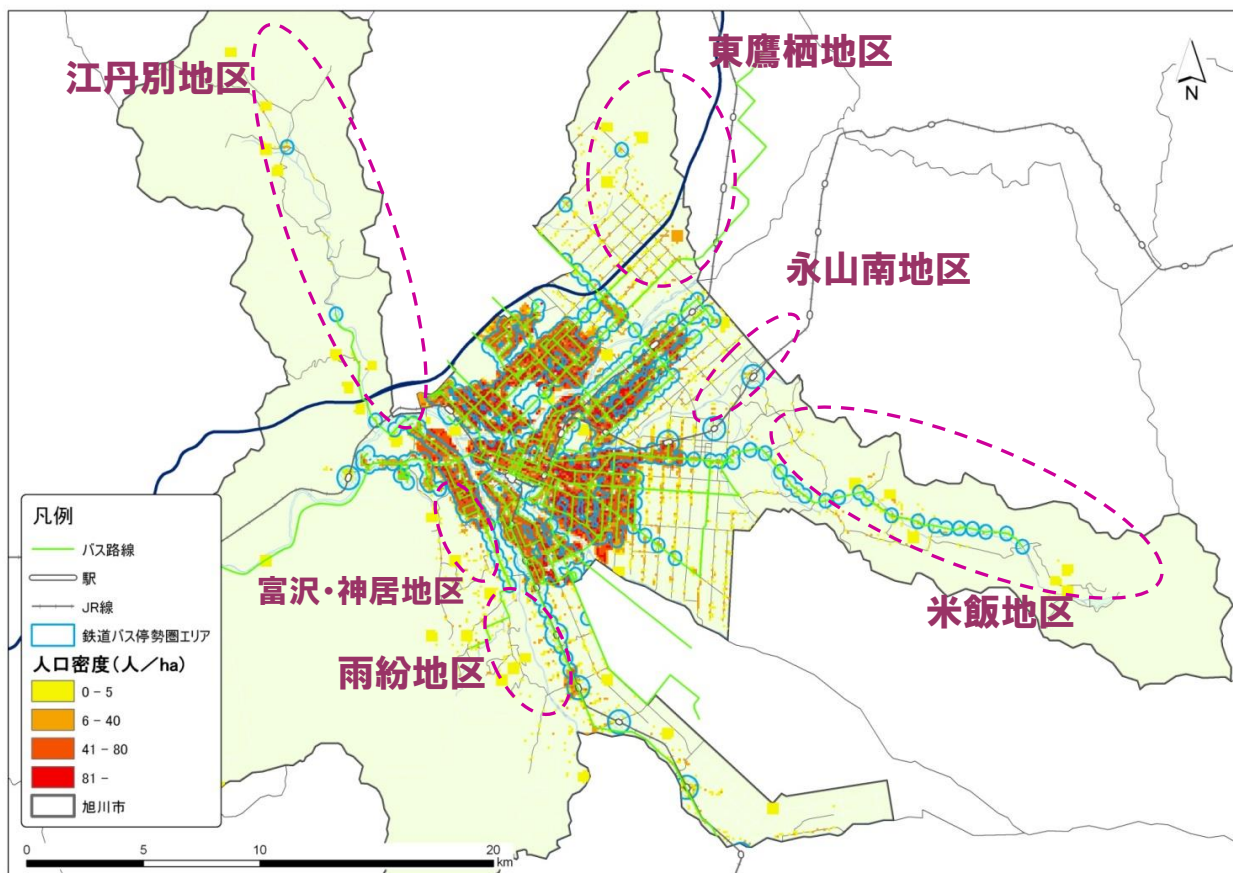 東鷹栖地区
江丹別地区
N
永山南地区
凡例
バス路線
駅
JR線
鉄道バス停勢圏エリア
人口密度(人/ha)
0 - 5
6 - 40
41 - 80
81 -
旭川市
富沢・神居地区
米飯地区
雨紛地区
0 5 10 20
km